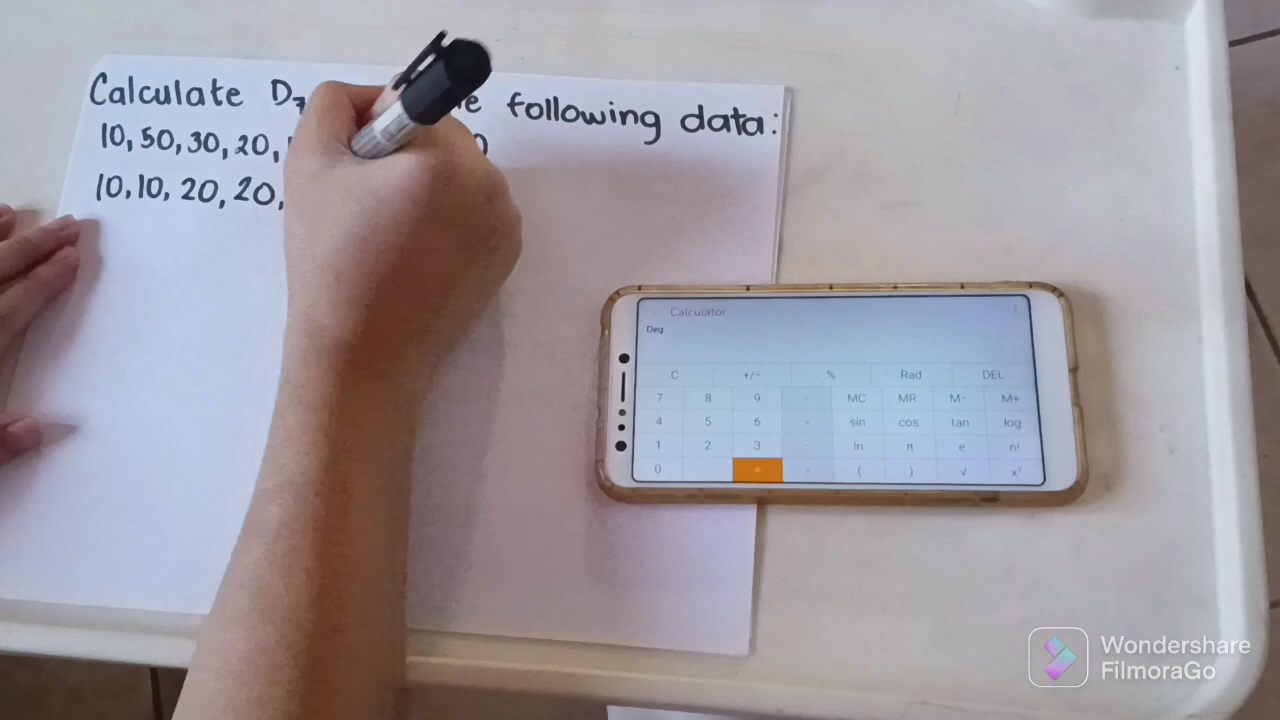 Calculate D7 following data:
10, 50, 30, 20,
10, 10, 20, 20,
Calculator
Deg
C +/- % Rad DEL
7 8 9 MC MR M- M+
4 5 6 sin cos tan log
1 2 3 ln π e n!
0 = ( ) √
Wondershare
FilmoraGo